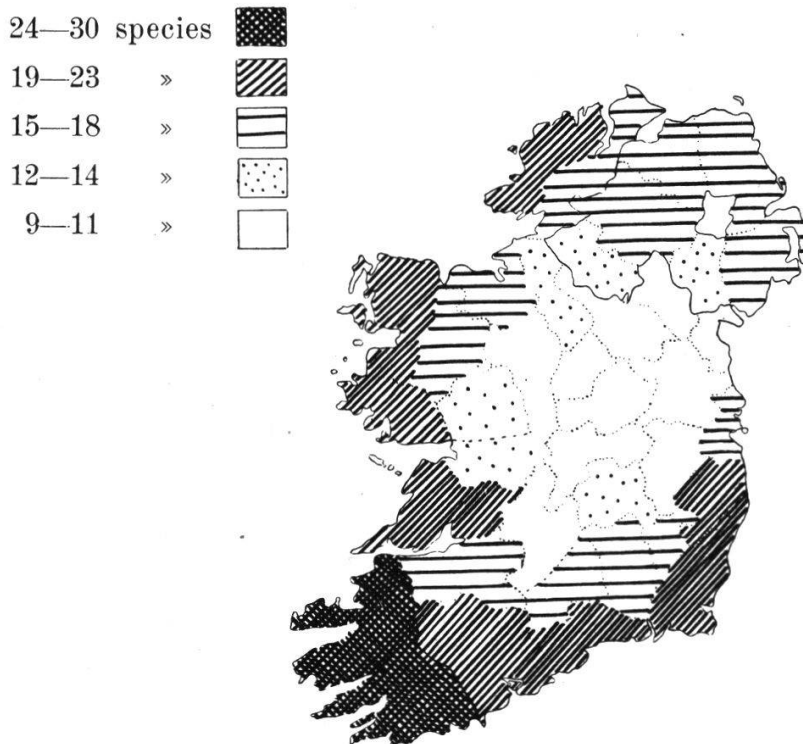 24—30 species
19—23 »
15—18 »
12—14 »
9—11 »